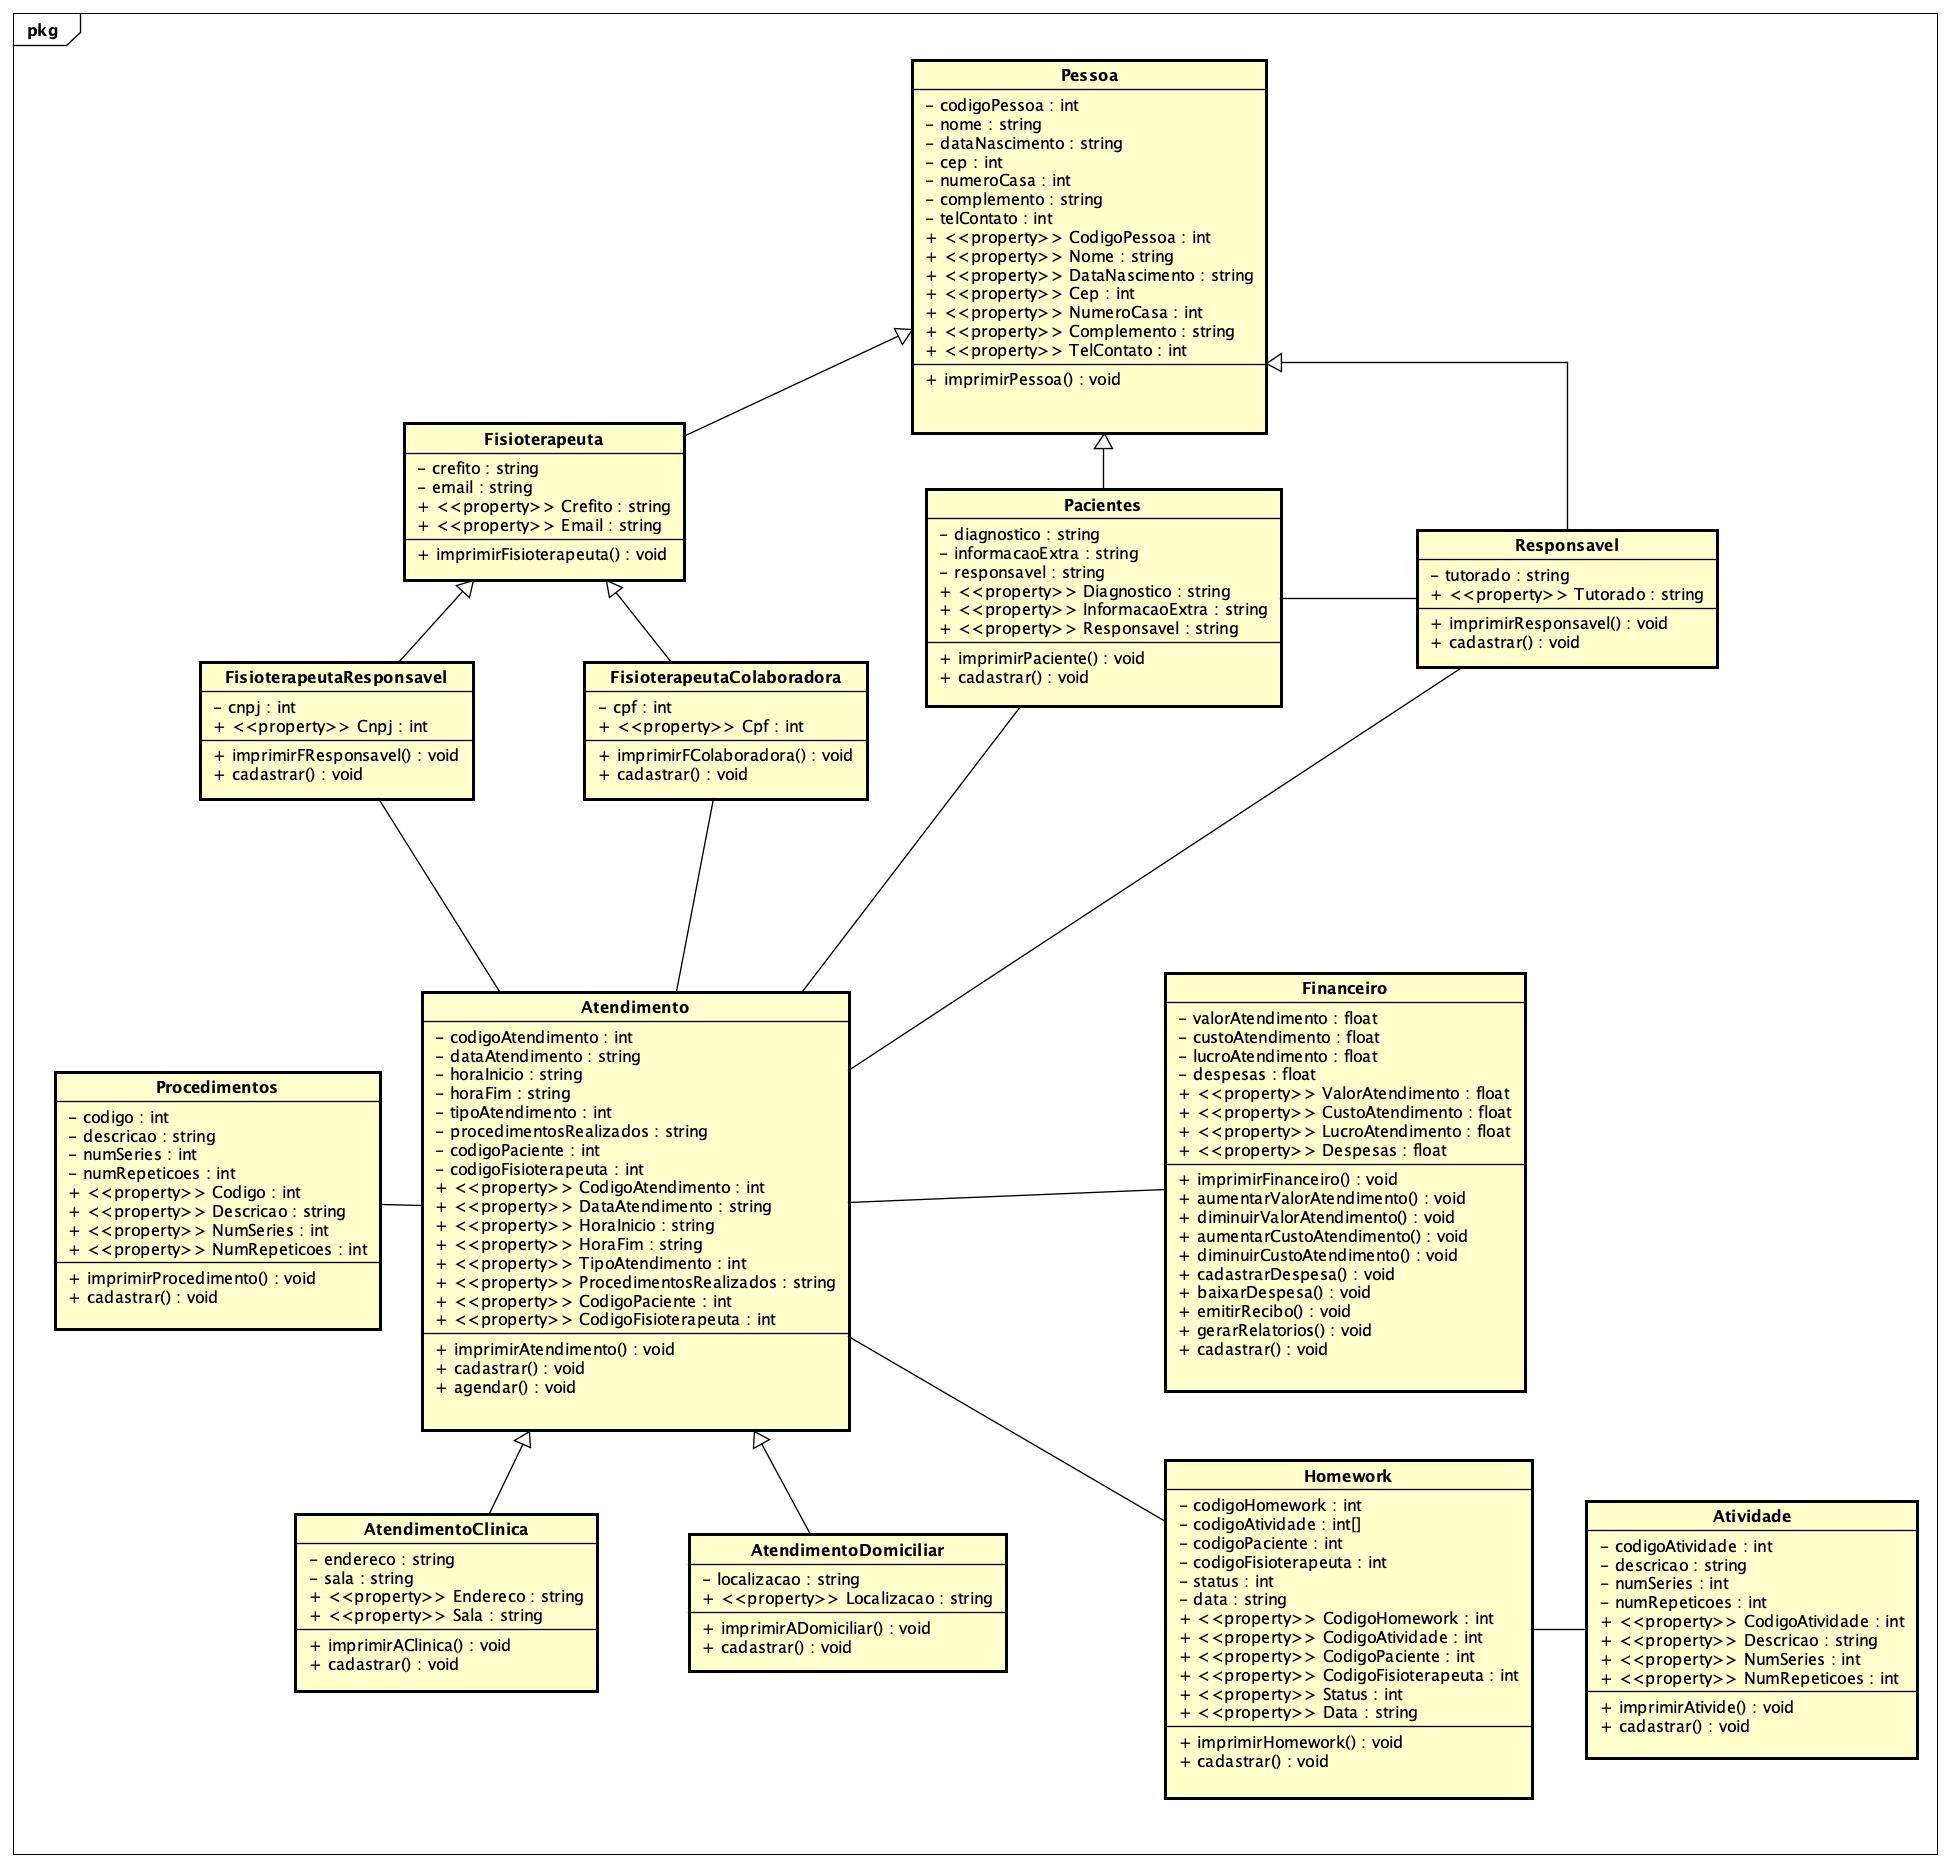 pkg
Pessoa
– codigoPessoa : int
– nome : string
– dataNascimento : string
– cep : int
– numeroCasa : int
– complemento : string
– telContato : int
+ <<property>> CodigoPessoa : int
+ <<property>> Nome : string
+ <<property>> DataNascimento : string
+ <<property>> Cep : int
+ <<property>> NumeroCasa : int
+ <<property>> Complemento : string
+ <<property>> TelContato : int
+ imprimirPessoa() : void
Fisioterapeuta
– crefito : string
– email : string
+ <<property>> Crefito : string
+ <<property>> Email : string
+ imprimirFisioterapeuta() : void
Pacientes
– diagnostico : string
– informacaoExtra : string
– responsavel : string
+ <<property>> Diagnostico : string
+ <<property>> InformacaoExtra : string
+ <<property>> Responsavel : string
+ imprimirPaciente() : void
+ cadastrar() : void
Responsavel
– tutorado : string
+ <<property>> Tutorado : string
+ imprimirResponsavel() : void
+ cadastrar() : void
FisioterapeutaResponsavel
– cnpj : int
+ <<property>> Cnpj : int
+ imprimirFResponsavel() : void
+ cadastrar() : void
FisioterapeutaColaboradora
– cpf : int
+ <<property>> Cpf : int
+ imprimirFColaboradora() : void
+ cadastrar() : void
Atendimento
– codigoAtendimento : int
– dataAtendimento : string
– horaInicio : string
– horaFim : string
– tipoAtendimento : int
– procedimentosRealizados : string
– codigoPaciente : int
– codigoFisioterapeuta : int
+ <<property>> CodigoAtendimento : int
+ <<property>> DataAtendimento : string
+ <<property>> HoraInicio : string
+ <<property>> HoraFim : string
+ <<property>> TipoAtendimento : int
+ <<property>> ProcedimentosRealizados : string
+ <<property>> CodigoPaciente : int
+ <<property>> CodigoFisioterapeuta : int
+ imprimirAtendimento() : void
+ cadastrar() : void
+ agendar() : void
Financeiro
– valorAtendimento : float
– custoAtendimento : float
– lucroAtendimento : float
– despesas : float
+ <<property>> ValorAtendimento : float
+ <<property>> CustoAtendimento : float
+ <<property>> LucroAtendimento : float
+ <<property>> Despesas : float
+ imprimirFinanceiro() : void
+ aumentarValorAtendimento() : void
+ diminuirValorAtendimento() : void
+ aumentarCustoAtendimento() : void
+ diminuirCustoAtendimento() : void
+ cadastrarDespesa() : void
+ baixarDespesa() : void
+ emitirRecibo() : void
+ gerarRelatorios() : void
+ cadastrar() : void
Procedimentos
– codigo : int
– descricao : string
– numSeries : int
– numRepeticoes : int
+ <<property>> Codigo : int
+ <<property>> Descricao : string
+ <<property>> NumSeries : int
+ <<property>> NumRepeticoes : int
+ imprimirProcedimento() : void
+ cadastrar() : void
AtendimentoClinica
– endereco : string
– sala : string
+ <<property>> Endereco : string
+ <<property>> Sala : string
+ imprimirAClinica() : void
+ cadastrar() : void
AtendimentoDomiciliar
– localizacao : string
+ <<property>> Localizacao : string
+ imprimirADomiciliar() : void
+ cadastrar() : void
Homework
– codigoHomework : int
– codigoAtividade : int[]
– codigoPaciente : int
– codigoFisioterapeuta : int
– status : int
– data : string
+ <<property>> CodigoHomework : int
+ <<property>> CodigoAtividade : int
+ <<property>> CodigoPaciente : int
+ <<property>> CodigoFisioterapeuta : int
+ <<property>> Status : int
+ <<property>> Data : string
+ imprimirHomework() : void
+ cadastrar() : void
Atividade
– codigoAtividade : int
– descricao : string
– numSeries : int
– numRepeticoes : int
+ <<property>> CodigoAtividade : int
+ <<property>> Descricao : string
+ <<property>> NumSeries : int
+ <<property>> NumRepeticoes : int
+ imprimirAtivide() : void
+ cadastrar() : void